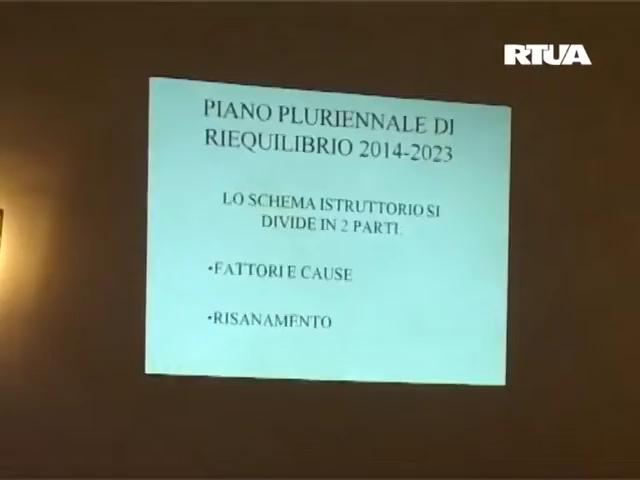 RTUA
PIANO PLURIENNALE DI
RIEQUILIBRIO 2014-2023
LO SCHEMA ISTRUTTORIO SI
DIVIDE IN 2 PARTI.
•FATTORI E CAUSE
•RISANAMENTO